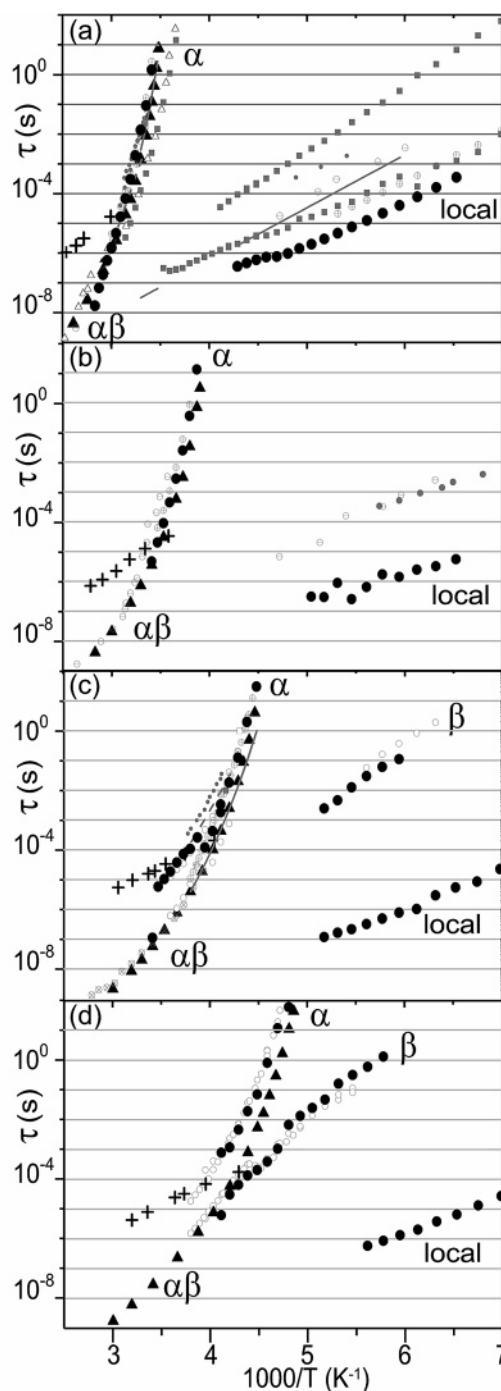 (a)
α
10⁰
τ(s)
10⁻⁴
local
10⁻⁸
αβ
(b)
α
10⁰
τ(s)
10⁻⁴
local
10⁻⁸
αβ
(c)
α
β
10⁰
τ(s)
10⁻⁴
local
αβ
10⁻⁸
(d)
α
β
10⁰
τ(s)
10⁻⁴
local
αβ
10⁻⁸
3 4 5 6 7
1000/T (K⁻¹)